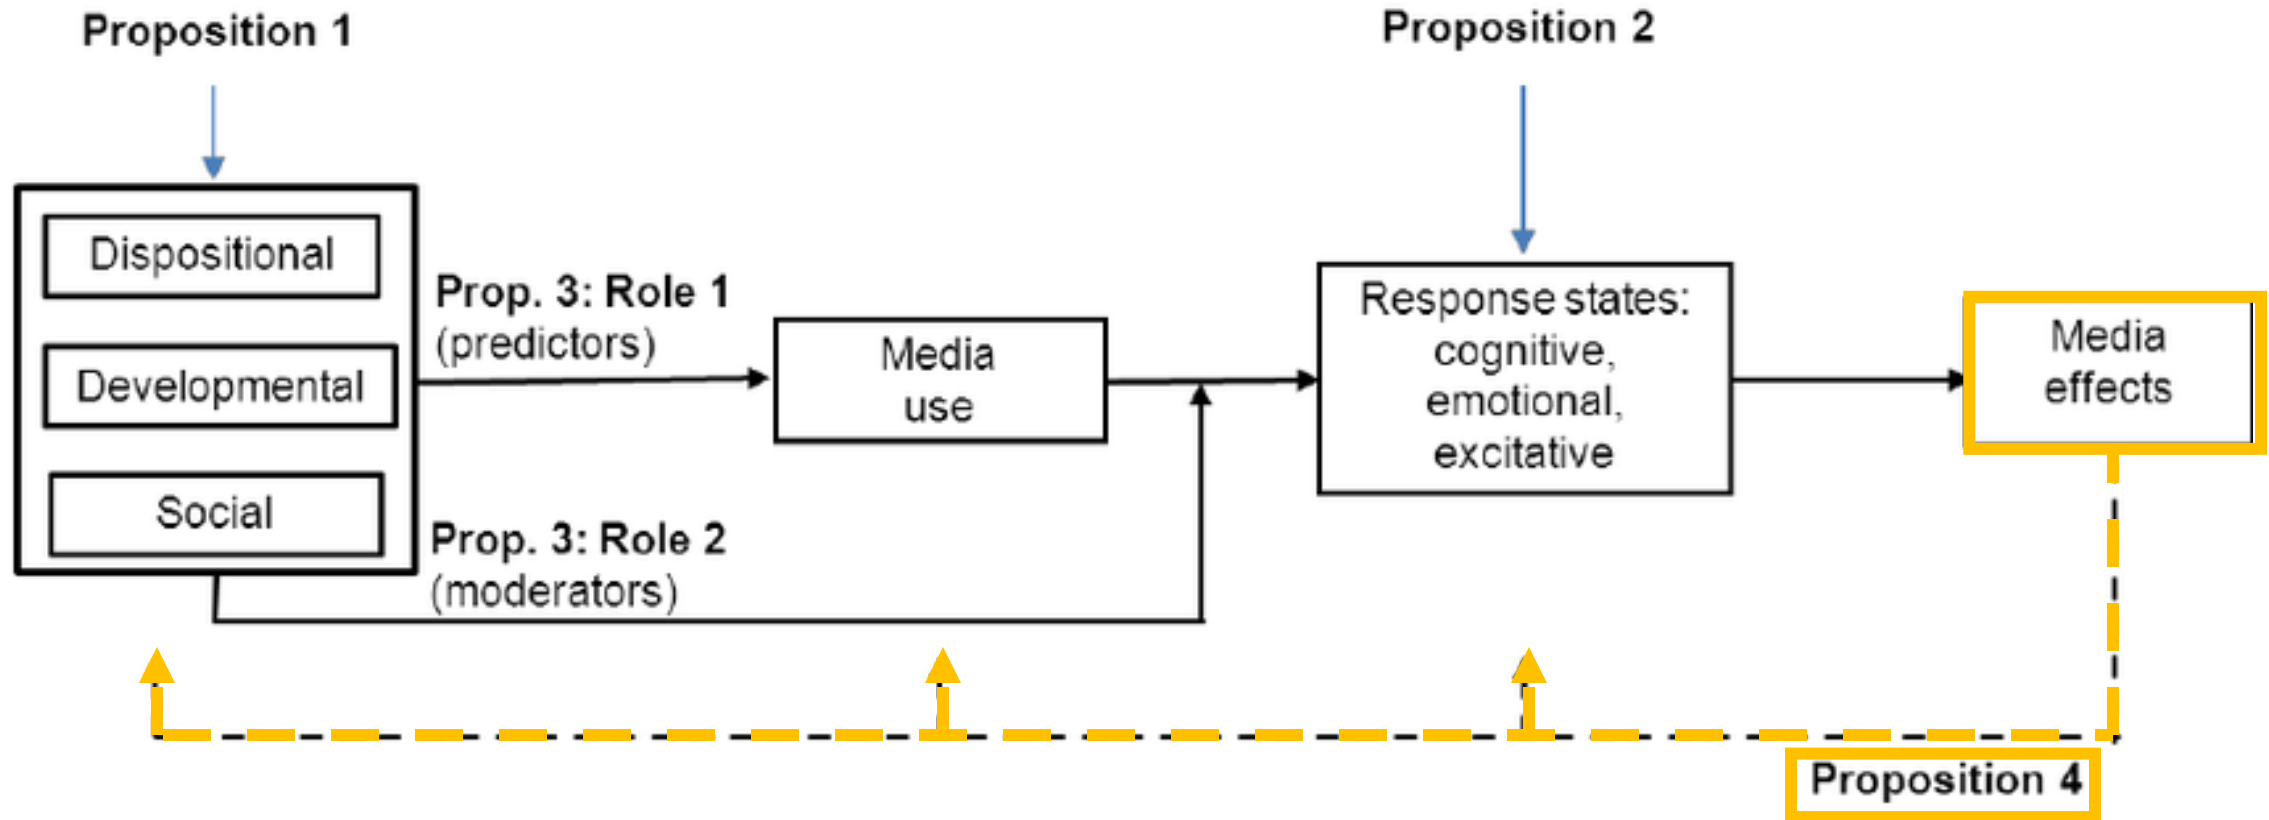 Proposition 1
Proposition 2
Dispositional
Developmental
Social
Prop. 3: Role 1
(predictors)
Prop. 3: Role 2
(moderators)
Media
use
Response states:
cognitive,
emotional,
excitative
Media
effects
Proposition 4